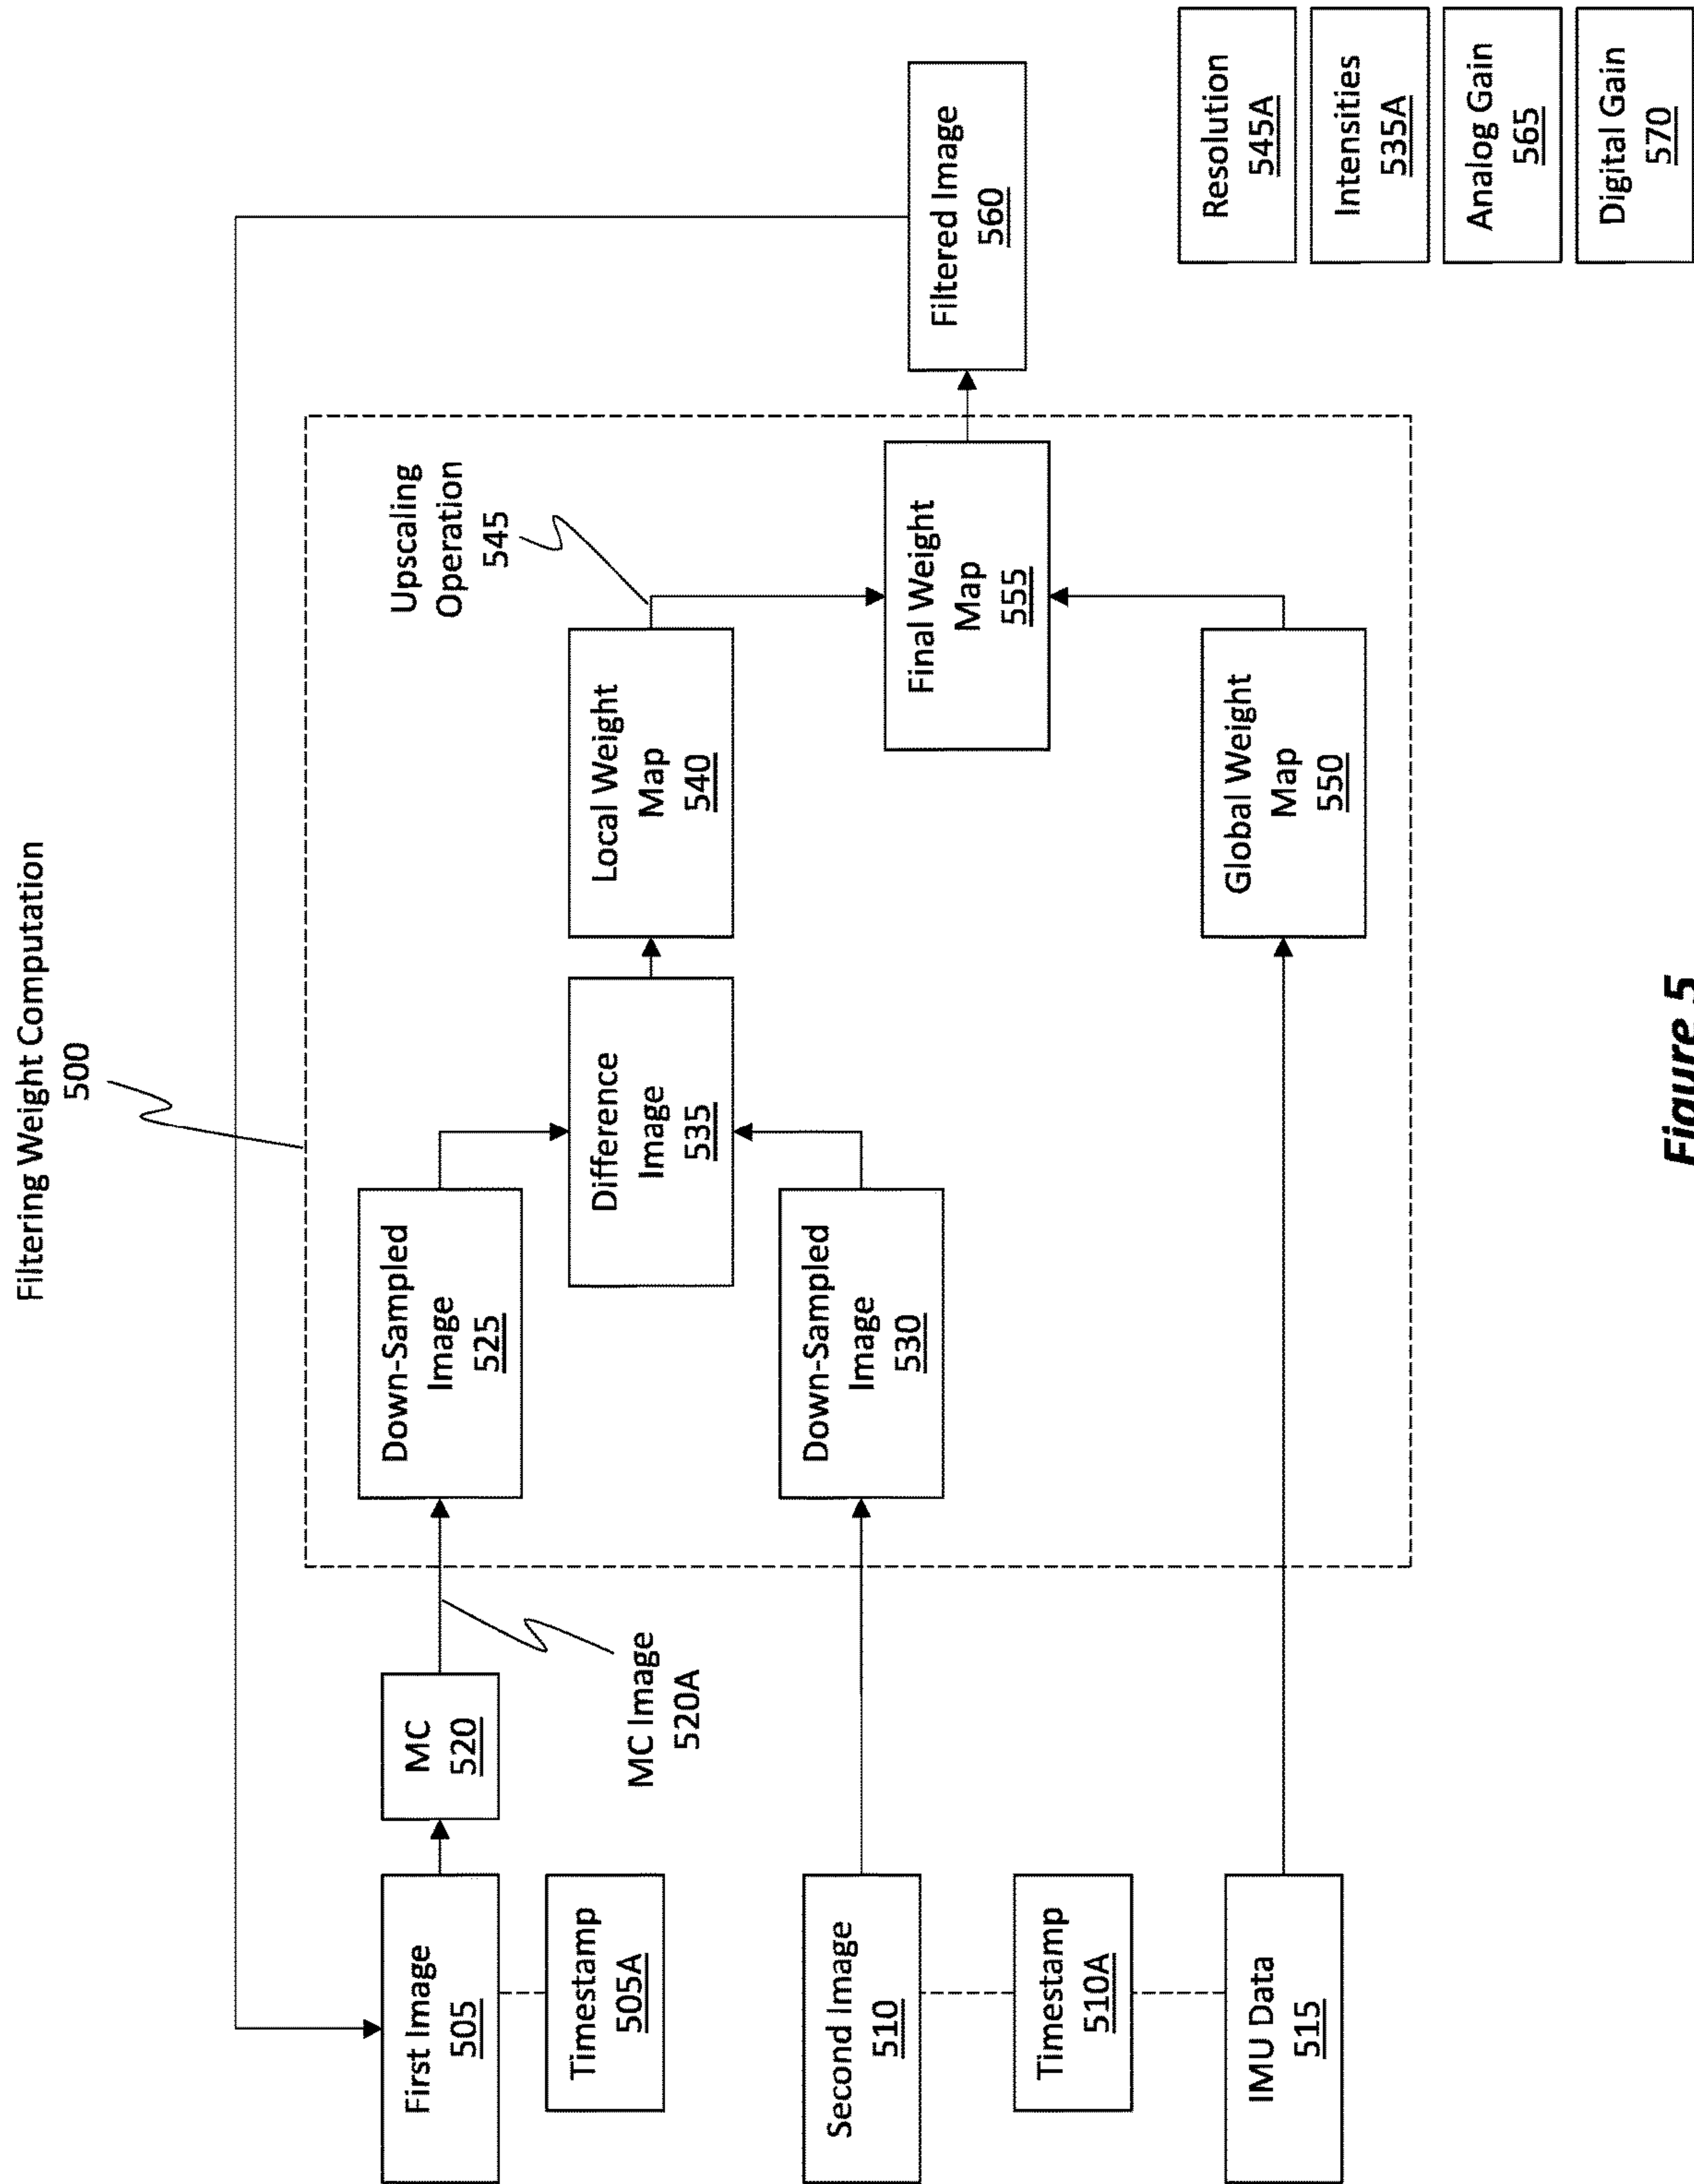 Filtering Weight Computation
500
First Image
505
Timestamp
505A
MC
520
MC Image
520A
Second Image
510
Timestamp
510A
IMU Data
515
Down-Sampled
Image
525
Down-Sampled
Image
530
Difference
Image
535
Local Weight
Map
540
Upscaling
Operation
545
Global Weight
Map
550
Final Weight
Map
555
Filtered Image
560
Resolution
545A
Intensities
535A
Analog Gain
565
Digital Gain
570
Figure 5